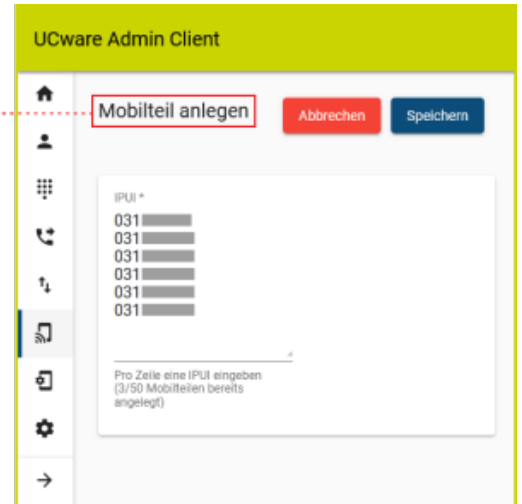 UCware Admin Client
Mobilteil anlegen
Abbrechen
Speichern
IPUI *
031
031
031
031
031
031
Pro Zeile eine IPUI eingeben
(3/50 Mobilteilen bereits
angelegt)